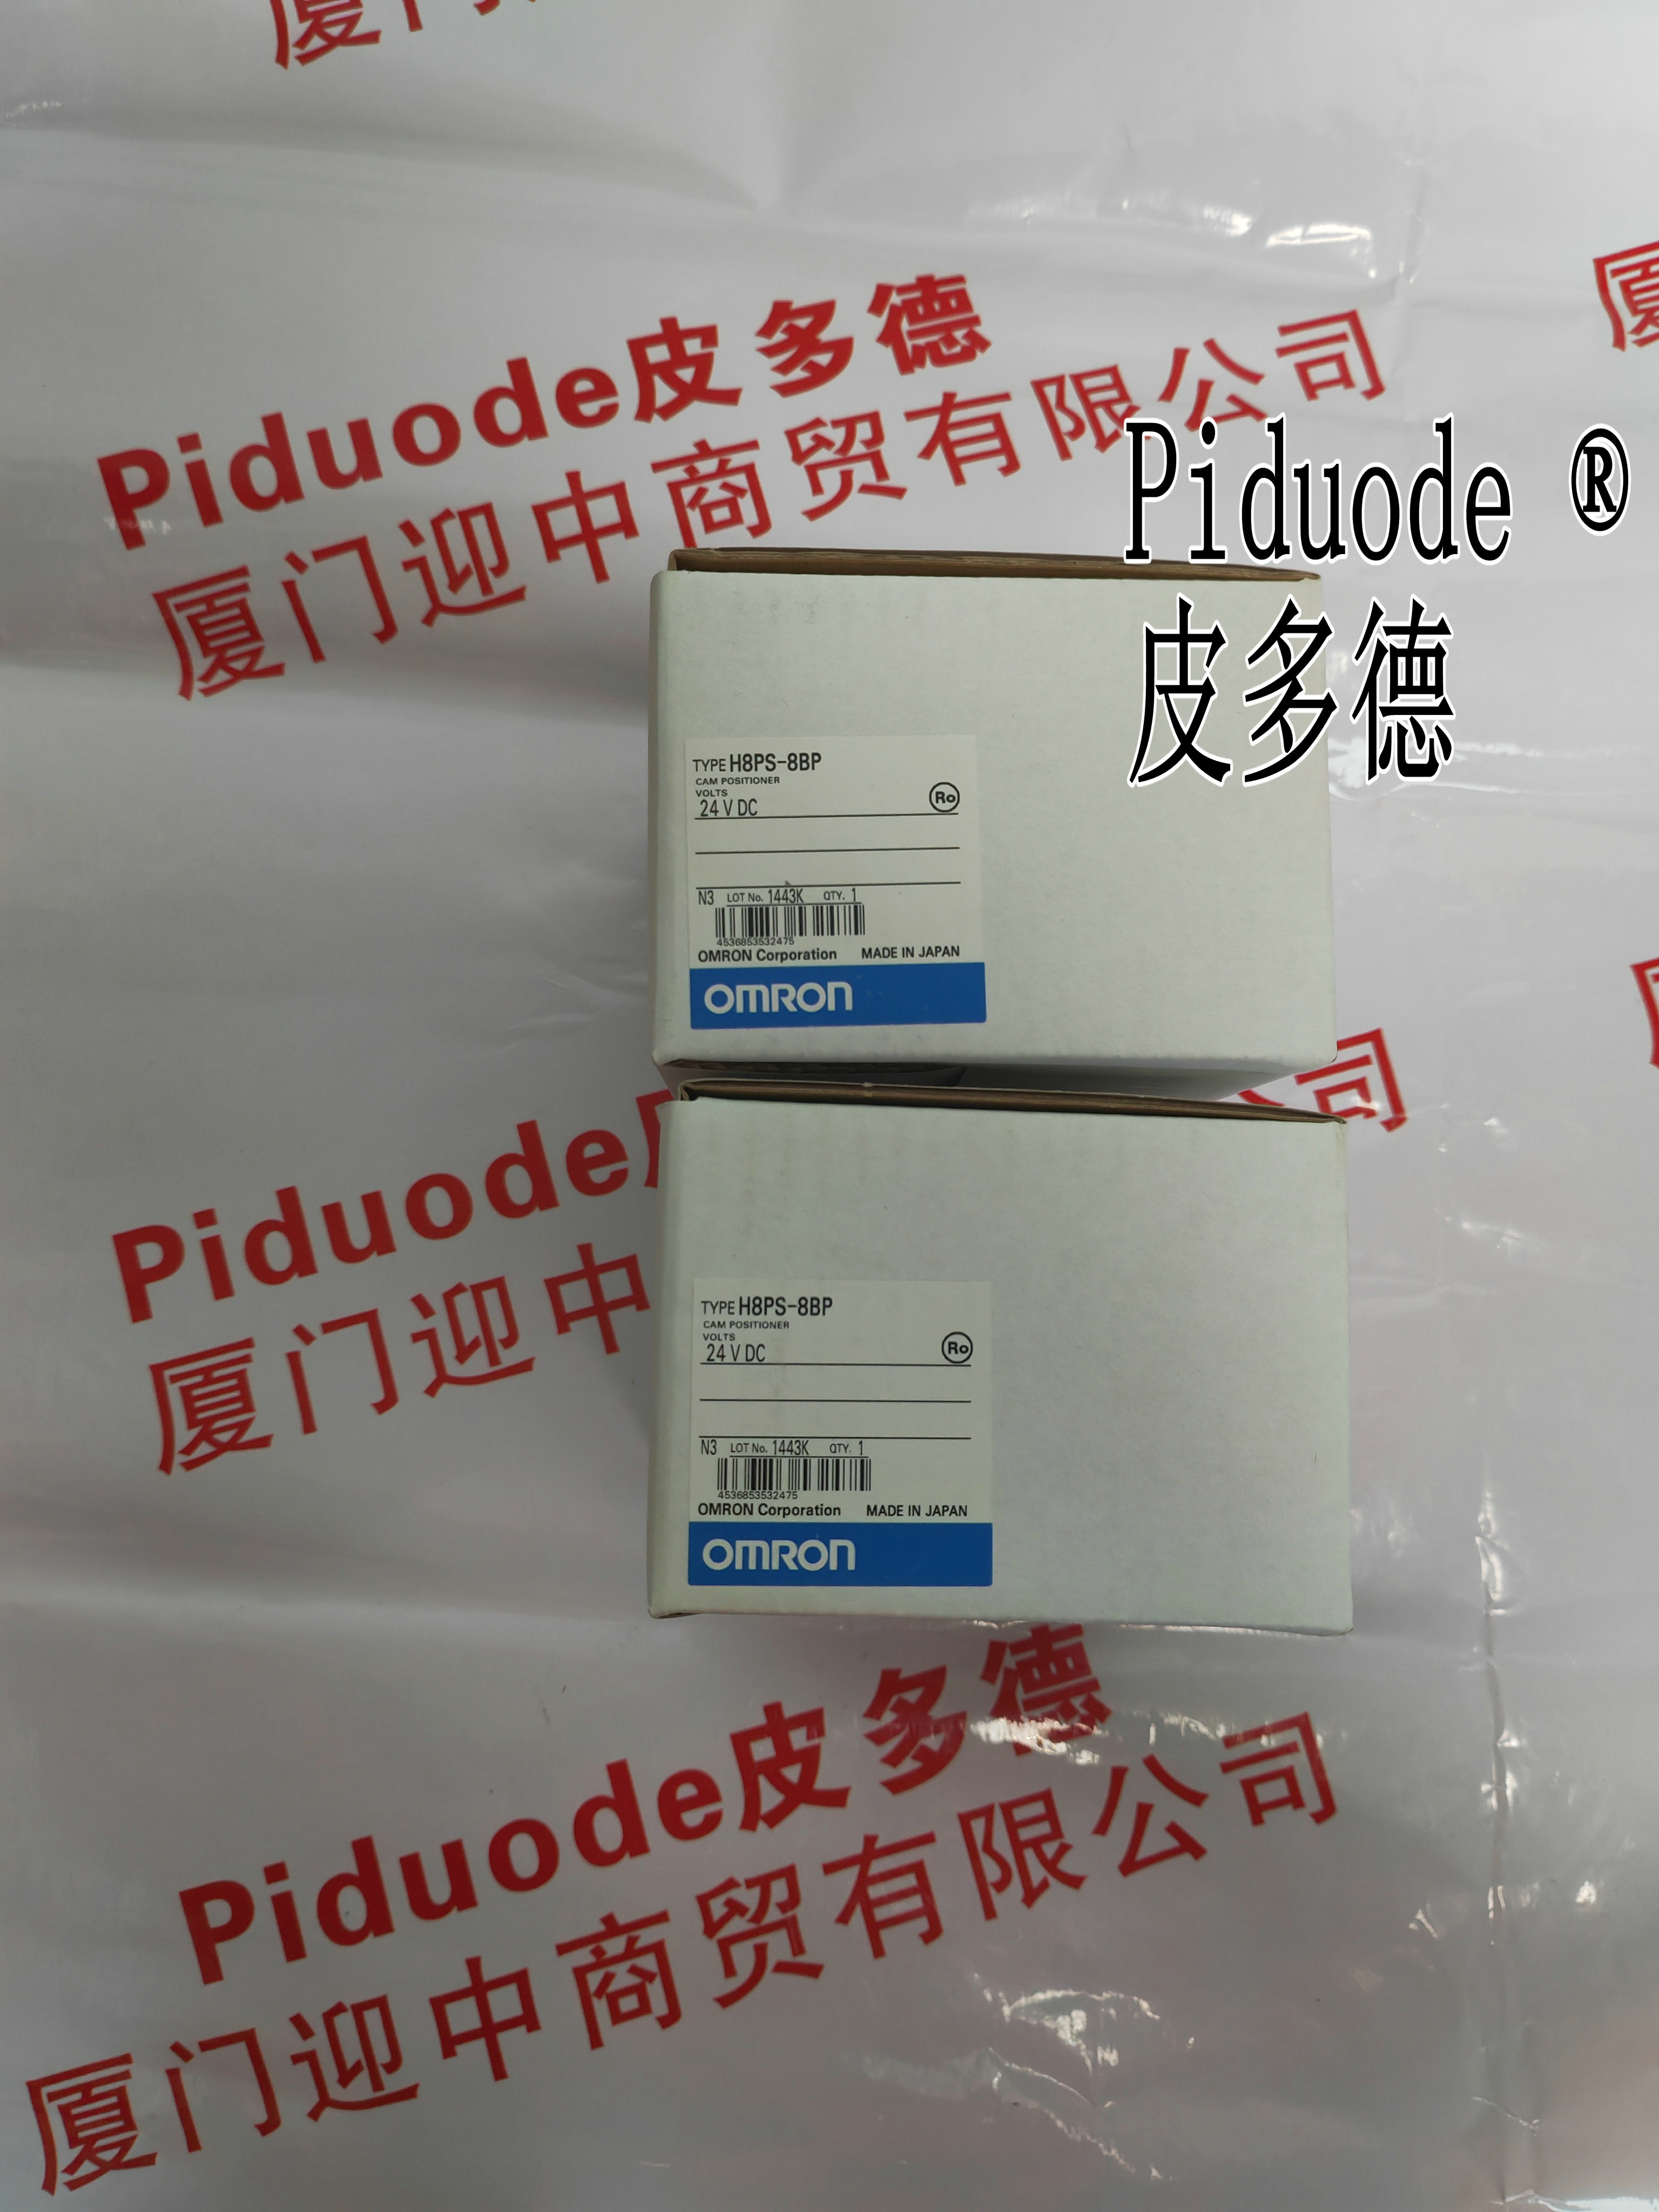 Piduode皮多德
厦门迎中商贸有限公司
Piduode ®
皮多德
TYPE H8PS-8BP
CAM POSITIONER
VOLTS
24 V DC
Ro
N3 LOT No. 1443K QTY. 1
4536853532475
OMRON Corporation MADE IN JAPAN
OMRON
司
Piduode
厦门迎中
TYPE H8PS-8BP
CAM POSITIONER
VOLTS
24 V DC
Ro
N3 LOT No. 1443K QTY. 1
4536853532475
OMRON Corporation MADE IN JAPAN
OMRON
Piduode皮多德
厦门迎中商贸有限公司